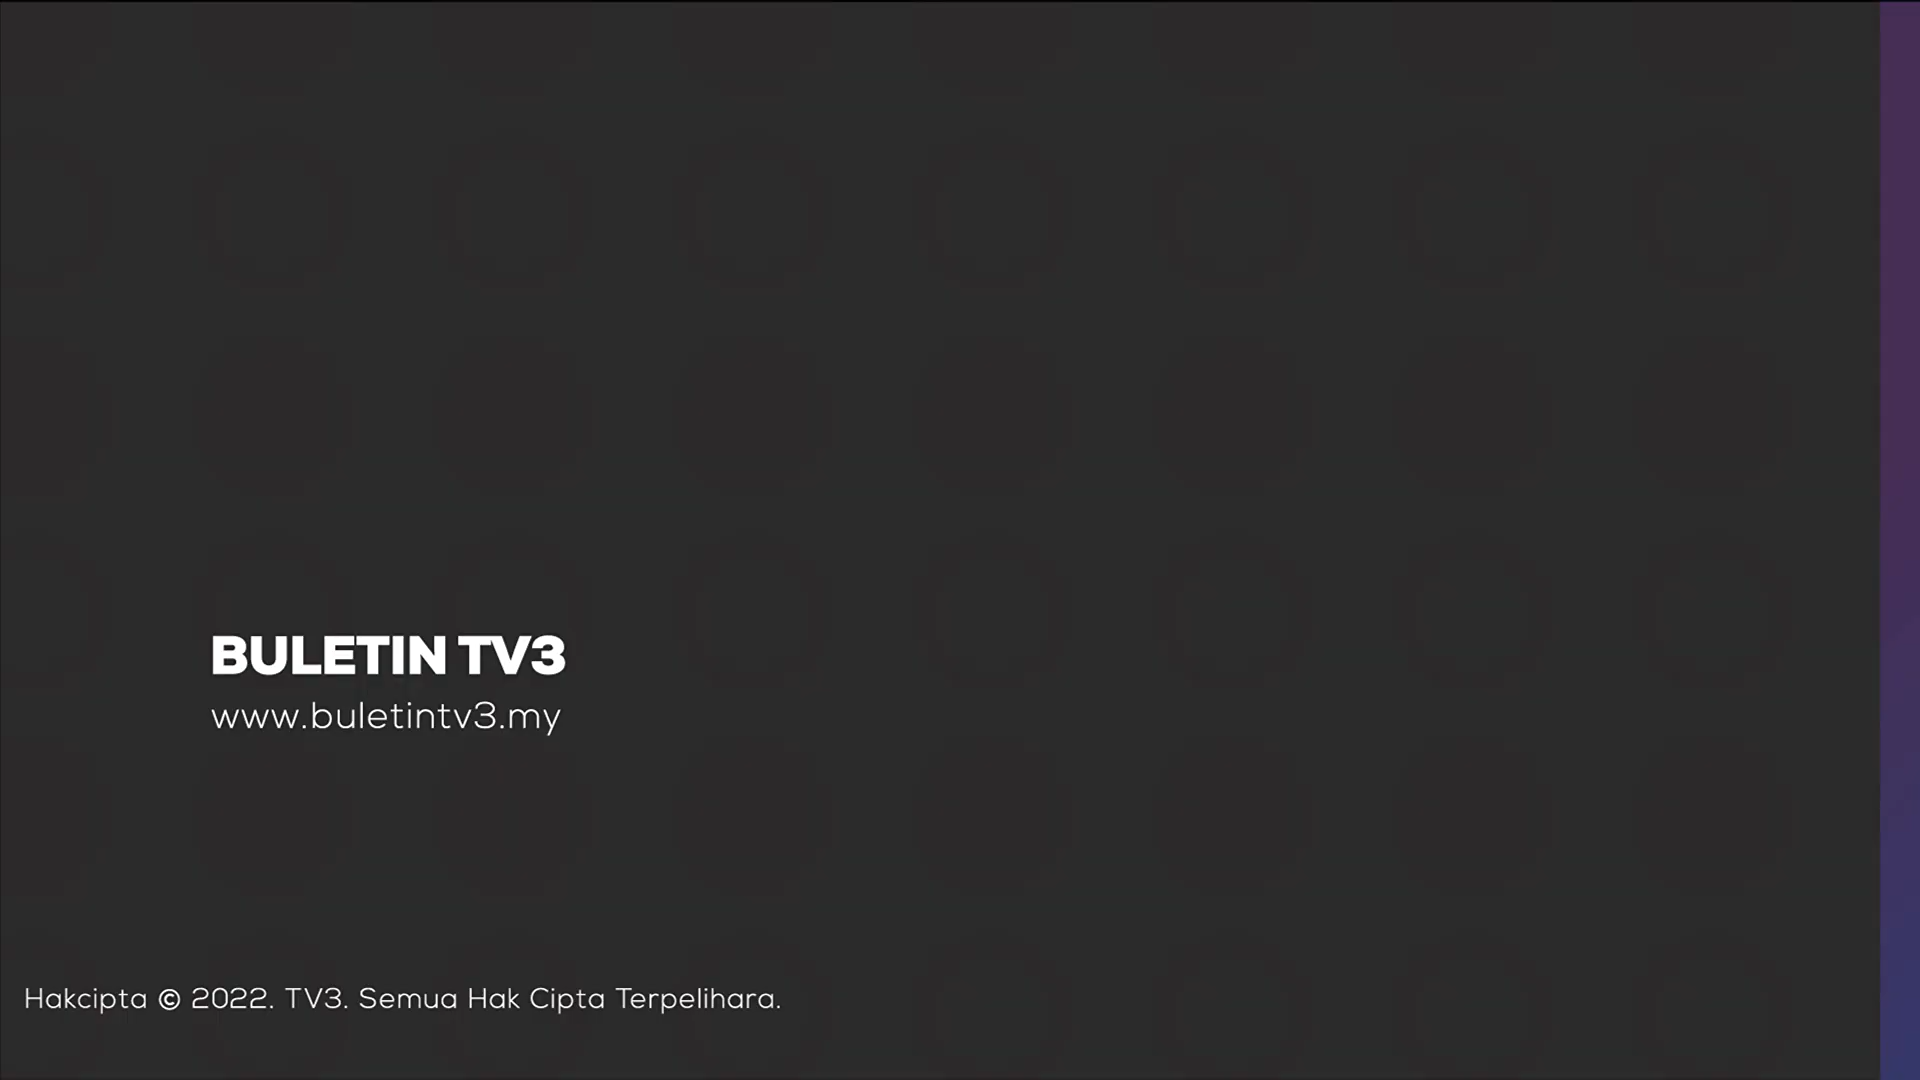 BULETIN TV3
www.buletintv3.my
Hakcipta © 2022. TV3. Semua Hak Cipta Terpelihara.